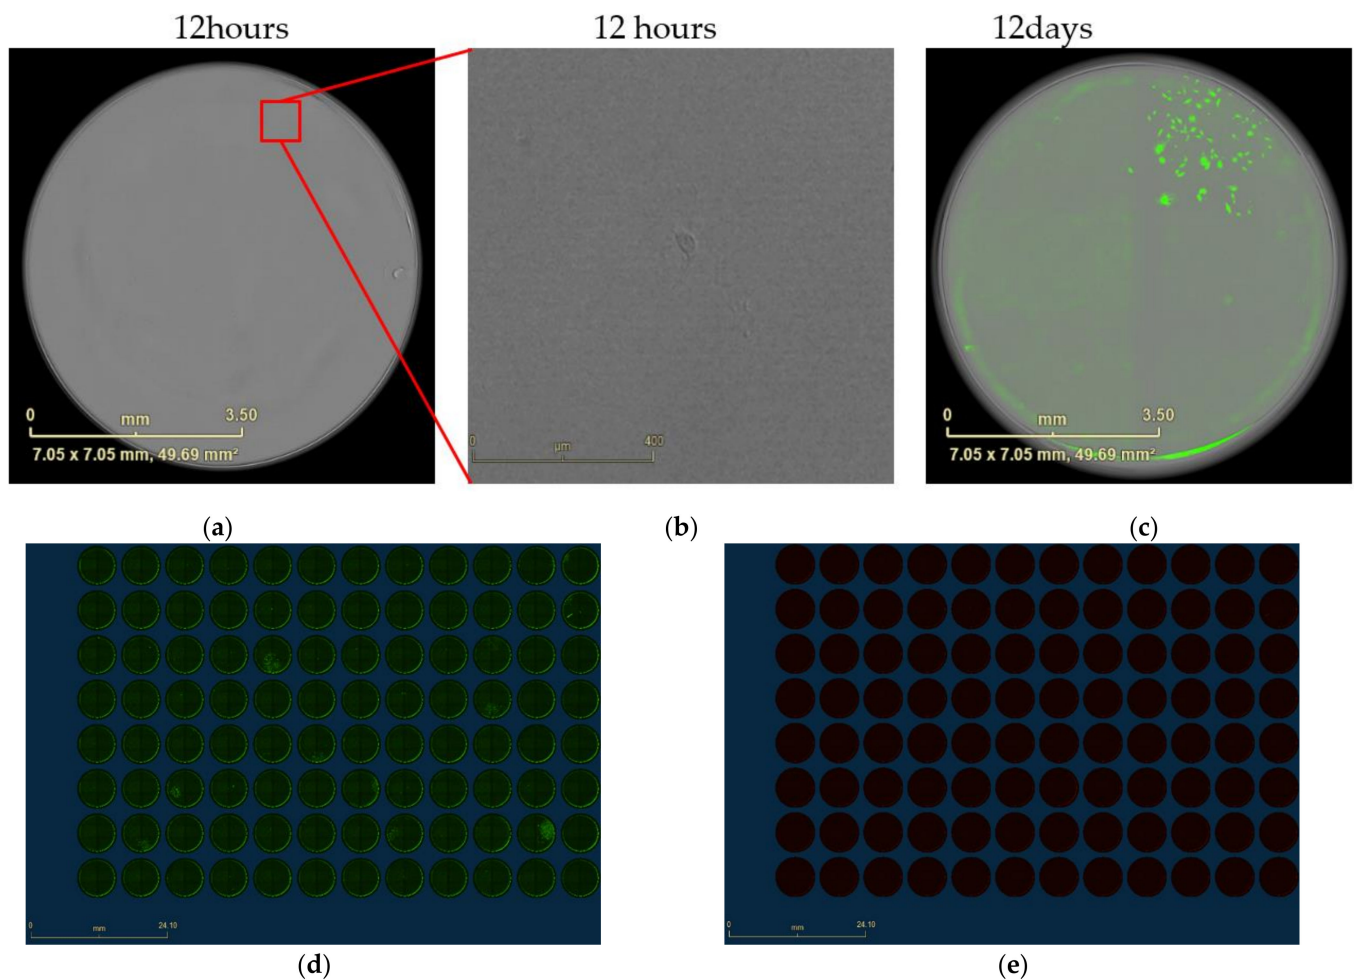 12hours
12 hours
12days
0 mm 3.50
7.05 x 7.05 mm, 49.69 mm²
0 µm 400
0 mm 3.50
7.05 x 7.05 mm, 49.69 mm²
(a)
(b)
(c)
0 mm 24.10
0 mm 24.10
(d)
(e)